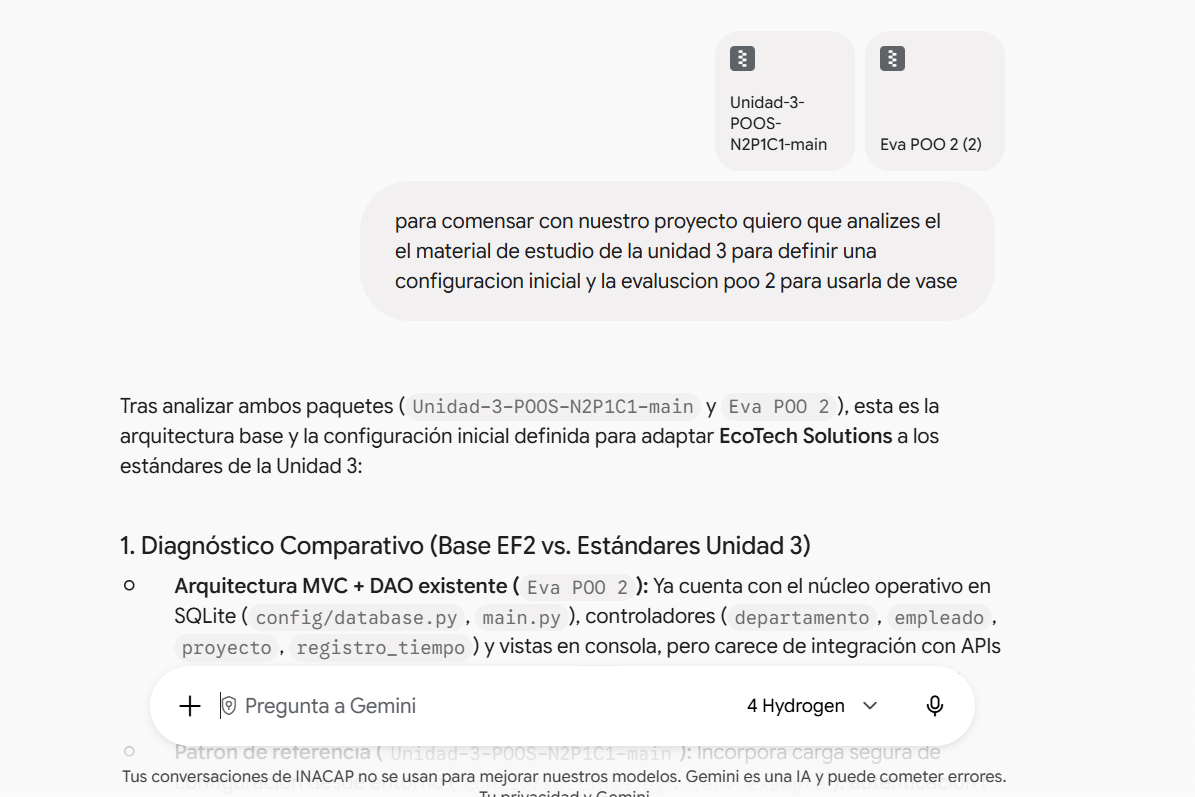 Unidad-3-
POOS-
N2P1C1-main
Eva POO 2 (2)
para comensar con nuestro proyecto quiero que analizes el
el material de estudio de la unidad 3 para definir una
configuracion inicial y la evaluscion poo 2 para usarla de vase
Tras analizar ambos paquetes ( Unidad-3-POOS-N2P1C1-main y Eva POO 2 ), esta es la
arquitectura base y la configuración inicial definida para adaptar EcoTech Solutions a los
estándares de la Unidad 3:
1. Diagnóstico Comparativo (Base EF2 vs. Estándares Unidad 3)
Arquitectura MVC + DAO existente ( Eva POO 2 ): Ya cuenta con el núcleo operativo en
SQLite ( config/database.py , main.py ), controladores ( departamento , empleado ,
proyecto , registro_tiempo ) y vistas en consola, pero carece de integración con APIs
Pregunta a Gemini
4 Hydrogen
Patrón de referencia ( Unidad-3-POOS-N2P1C1-main ): Incorpora carga segura de
Tus conversaciones de INACAP no se usan para mejorar nuestros modelos. Gemini es una IA y puede cometer errores.
Tu privacidad y Gemini